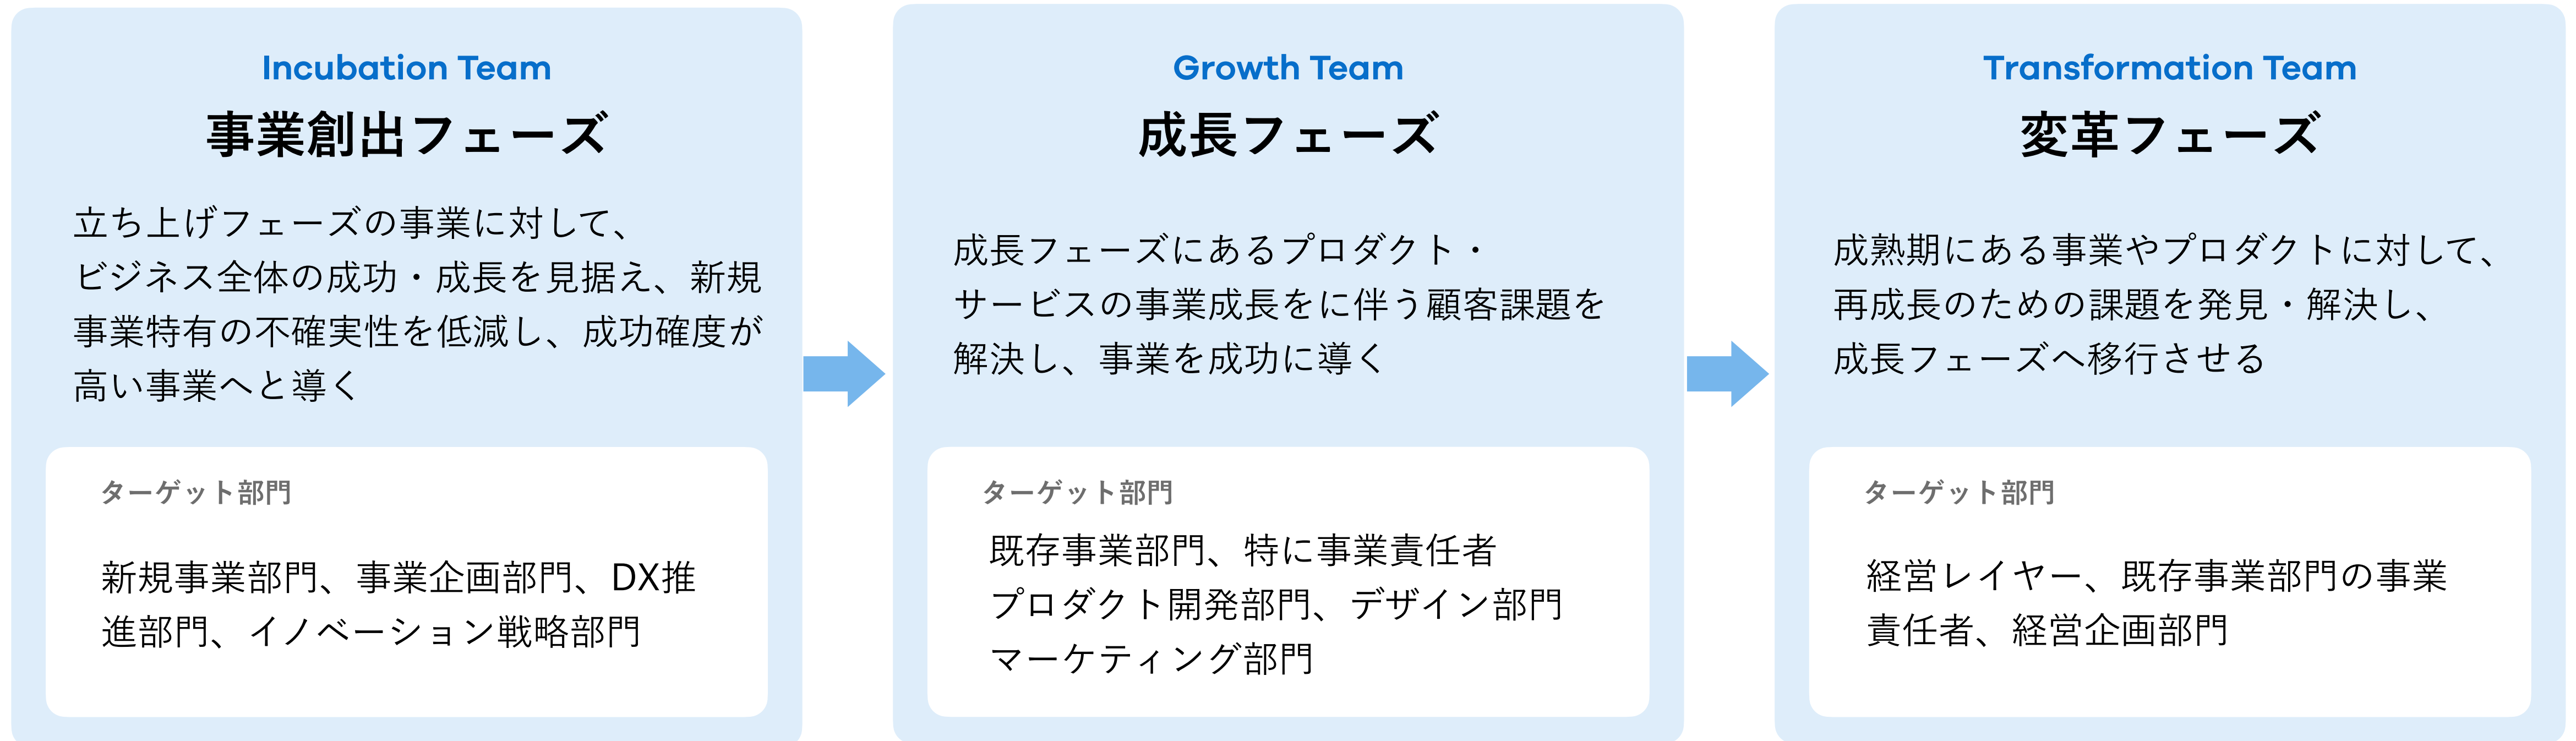 Incubation Team
事業創出フェーズ
立ち上げフェーズの事業に対して、
ビジネス全体の成功・成長を見据え、新規
事業特有の不確実性を低減し、成功確度が
高い事業へと導く
ターゲット部門
新規事業部門、事業企画部門、DX推
進部門、イノベーション戦略部門
Growth Team
成長フェーズ
成長フェーズにあるプロダクト・
サービスの事業成長をに伴う顧客課題を
解決し、事業を成功に導く
ターゲット部門
既存事業部門、特に事業責任者
プロダクト開発部門、デザイン部門
マーケティング部門
Transformation Team
変革フェーズ
成熟期にある事業やプロダクトに対して、
再成長のための課題を発見・解決し、
成長フェーズへ移行させる
ターゲット部門
経営レイヤー、既存事業部門の事業
責任者、経営企画部門